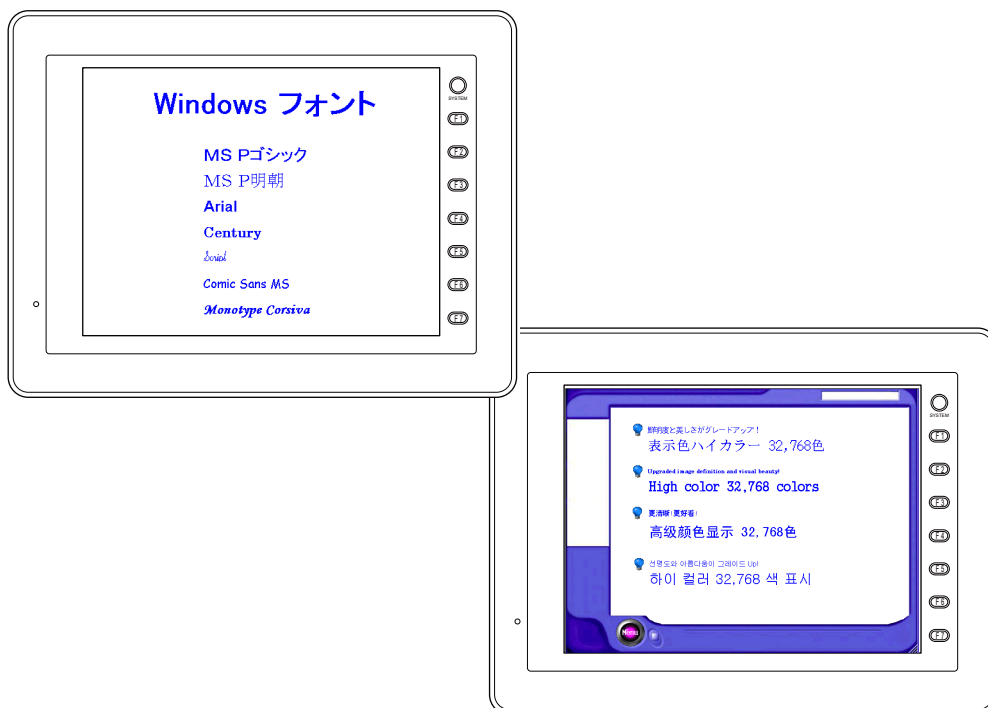 Windows フォント
SYSTEM
F1
MS Pゴシック
F2
MS P明朝
F3
Arial
F4
Century
F5
Script
Comic Sans MS
F6
Monotype Corsiva
F7
SYSTEM
鮮明度と美しさがグレードアップ！
表示色ハイカラー 32,768色
F1
Upgraded image definition and visual beauty!
High color 32,768 colors
F2
更清晰!更好看!
高级颜色显示 32,768色
F3
F4
선명도와 아름다움이 그레이드 Up!
하이 컬러 32,768 색 표시
F5
F6
Menu
F7